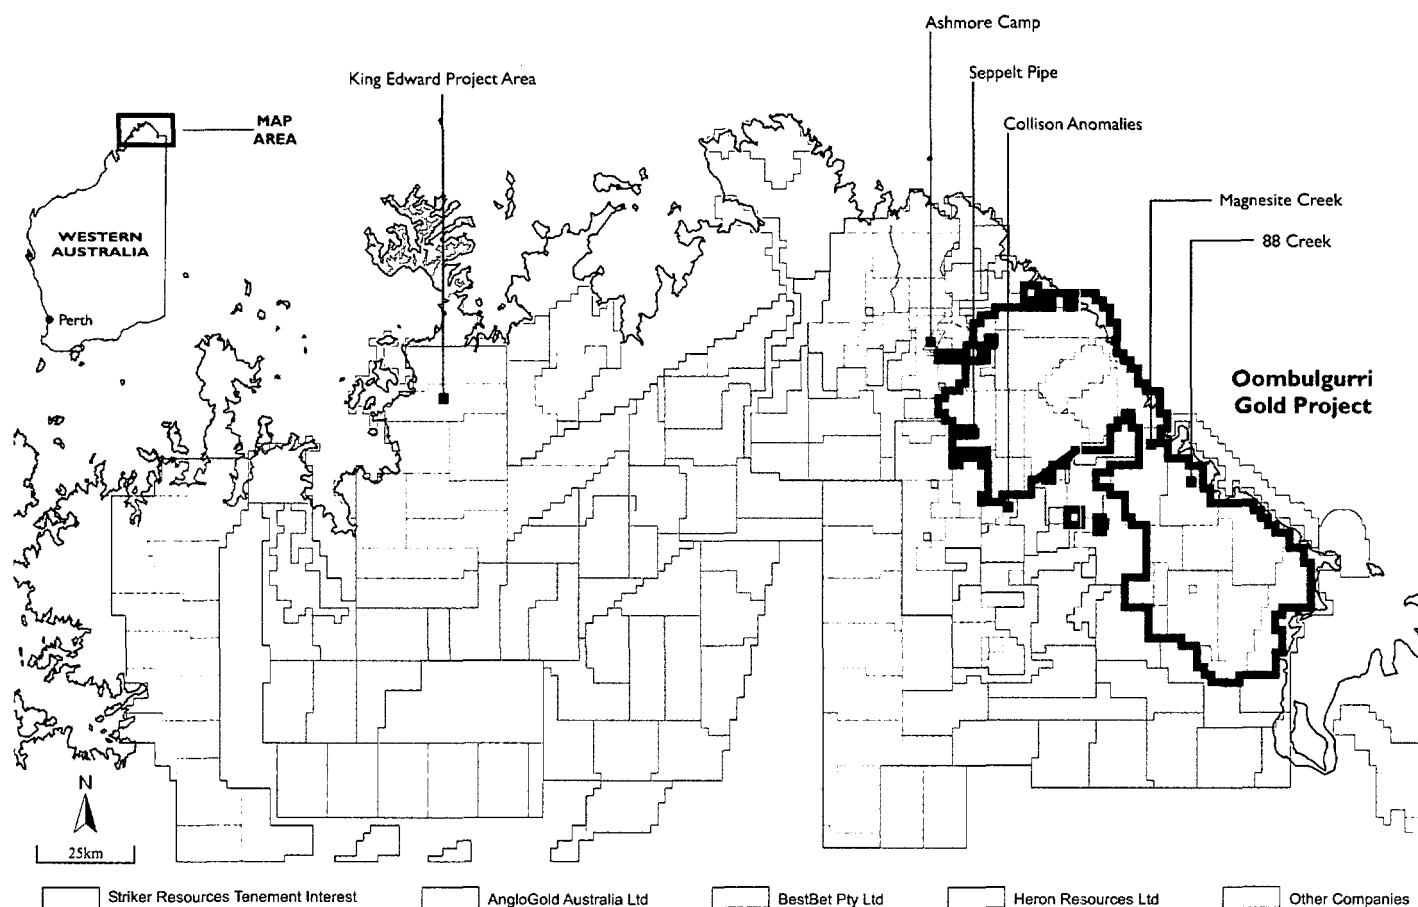 Ashmore Camp
King Edward Project Area
Seppelt Pipe
MAP
AREA
Collison Anomalies
Magnesite Creek
WESTERN
AUSTRALIA
88 Creek
Perth
Oombulgurri
Gold Project
N
25km
Striker Resources Tenement Interest
AngloGold Australia Ltd
BestBet Pty Ltd
Heron Resources Ltd
Other Companies